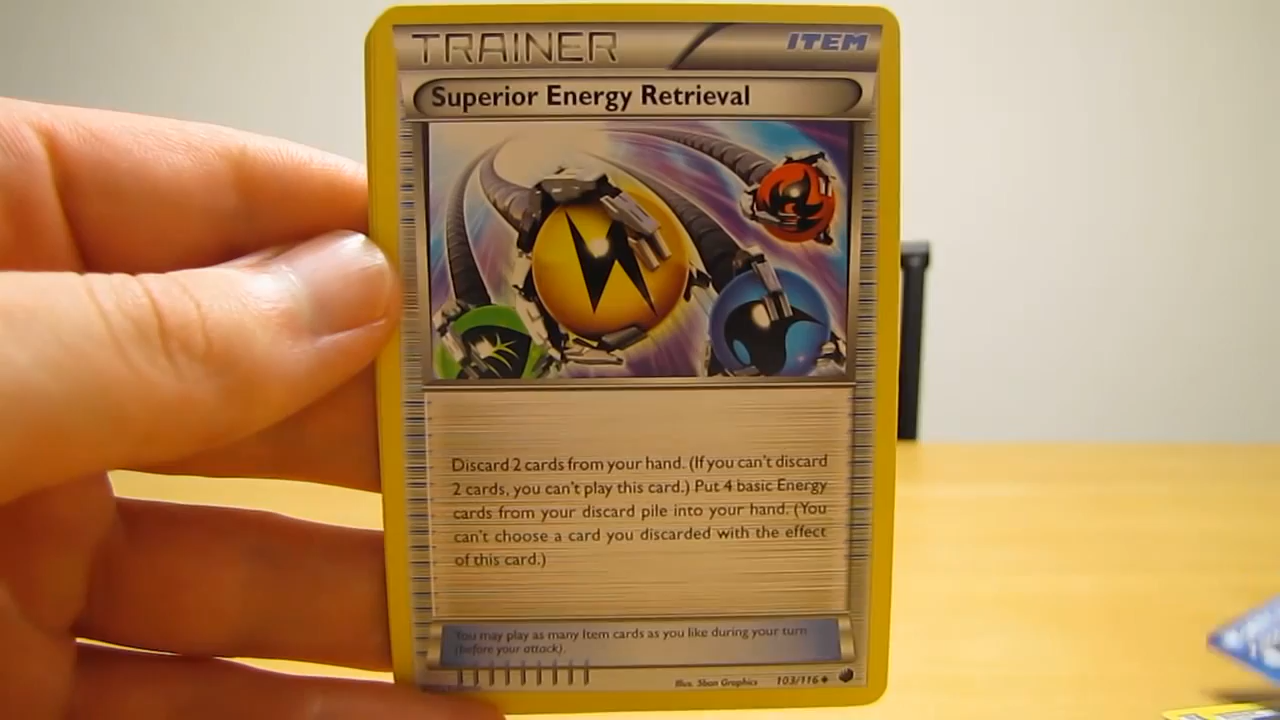 TRAINER
ITEM
Superior Energy Retrieval
Discard 2 cards from your hand. (If you can't discard
2 cards, you can't play this card.) Put 4 basic Energy
cards from your discard pile into your hand. (You
can't choose a card you discarded with the effect
of this card.)
You may play as many Item cards as you like during your turn
(before your attack).
Illus. 5ban Graphics 103/116